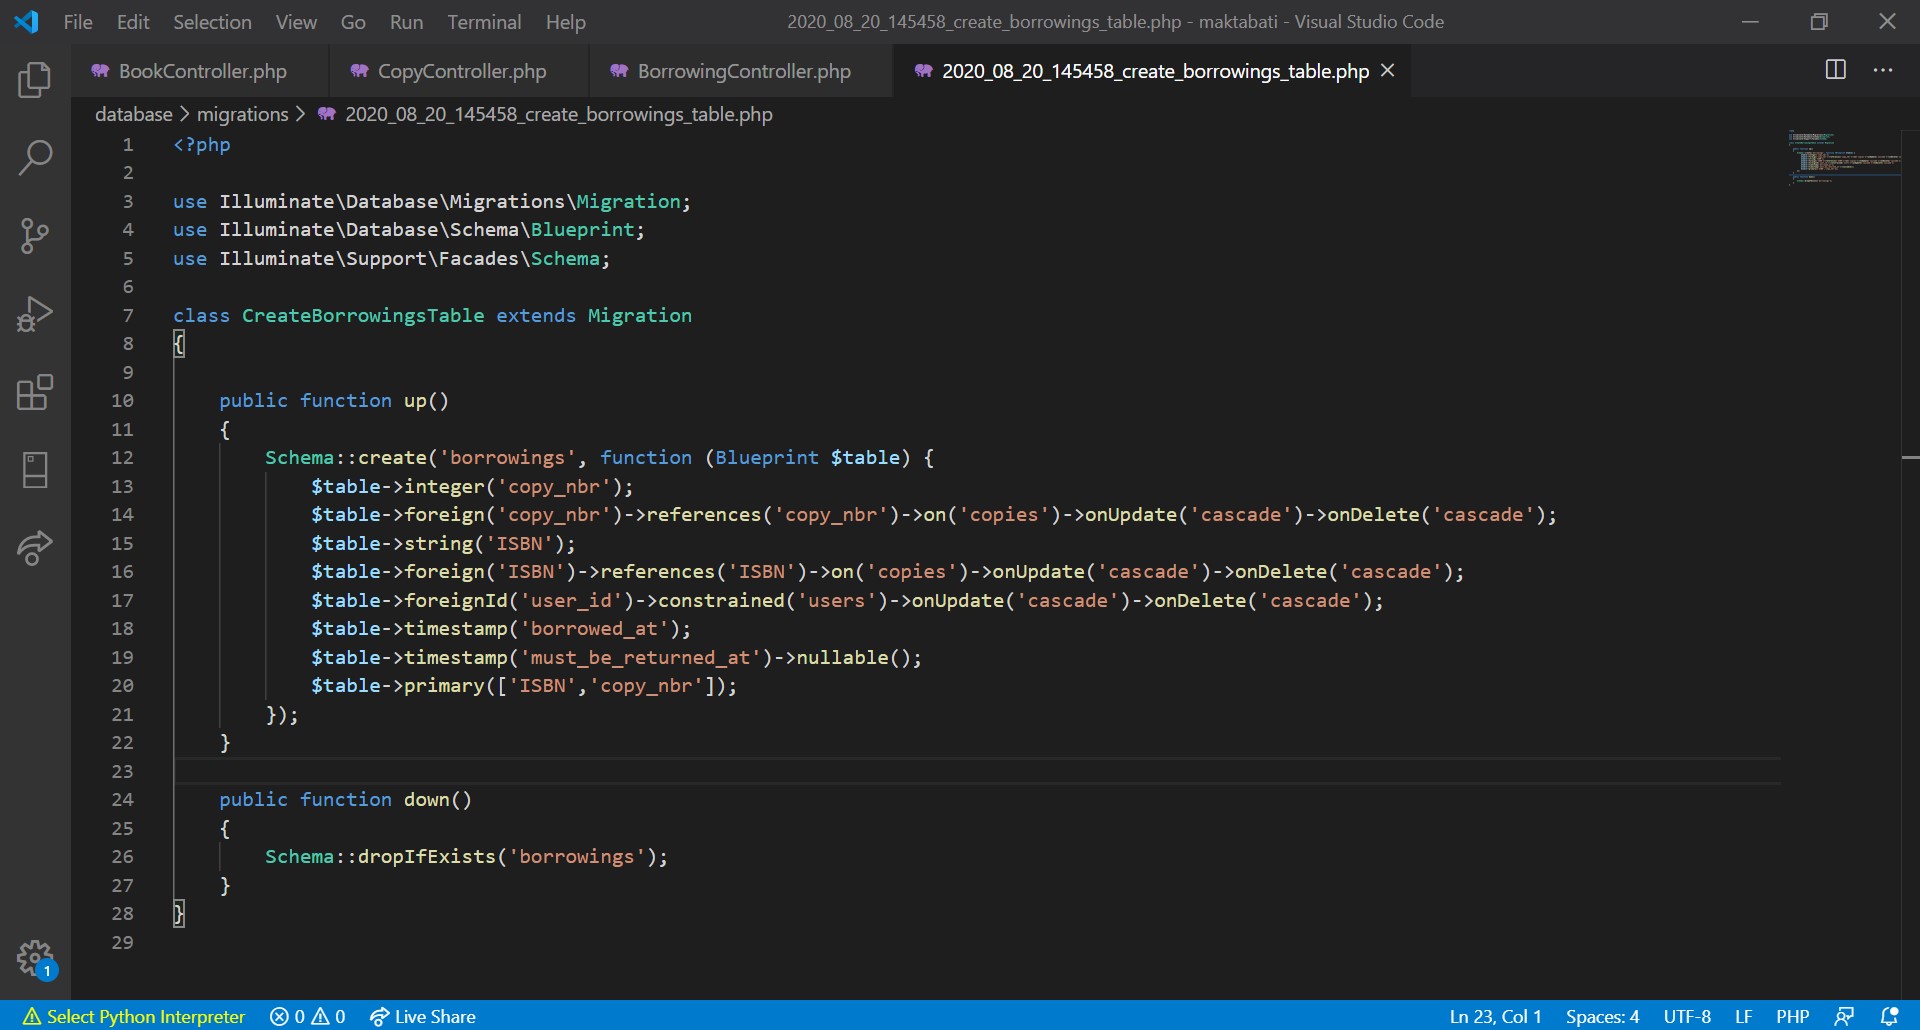 File Edit Selection View Go Run Terminal Help 2020_08_20_145458_create_borrowings_table.php - maktabati - Visual Studio Code
BookController.php CopyController.php BorrowingController.php 2020_08_20_145458_create_borrowings_table.php
database > migrations > 2020_08_20_145458_create_borrowings_table.php
1 <?php
2
3 use Illuminate\Database\Migrations\Migration;
4 use Illuminate\Database\Schema\Blueprint;
5 use Illuminate\Support\Facades\Schema;
6
7 class CreateBorrowingsTable extends Migration
8 {
9
10     public function up()
11     {
12         Schema::create('borrowings', function (Blueprint $table) {
13             $table->integer('copy_nbr');
14             $table->foreign('copy_nbr')->references('copy_nbr')->on('copies')->onUpdate('cascade')->onDelete('cascade');
15             $table->string('ISBN');
16             $table->foreign('ISBN')->references('ISBN')->on('copies')->onUpdate('cascade')->onDelete('cascade');
17             $table->foreignId('user_id')->constrained('users')->onUpdate('cascade')->onDelete('cascade');
18             $table->timestamp('borrowed_at');
19             $table->timestamp('must_be_returned_at')->nullable();
20             $table->primary(['ISBN','copy_nbr']);
21         });
22     }
23
24     public function down()
25     {
26         Schema::dropIfExists('borrowings');
27     }
28 }
29
1
Select Python Interpreter 0 0 Live Share Ln 23, Col 1 Spaces: 4 UTF-8 LF PHP